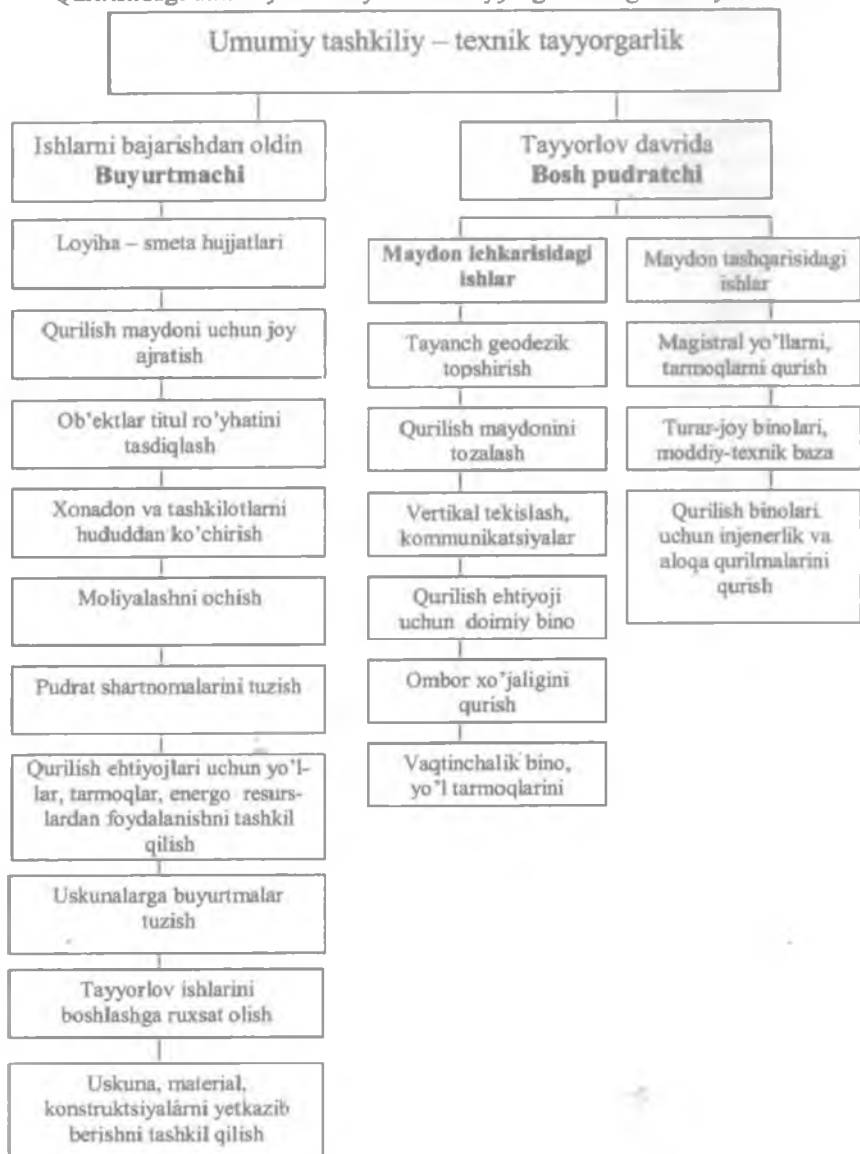 Umumiy tashkiliy – texnik tayyorgarlik
Ishlarni bajarishdan oldin
Buyurtmachi
Loyiha – smeta hujjatlari
Qurilish maydoni uchun joy
ajratish
Ob’ektlar titul ro’yhatini
tasdiqlash
Xonadon va tashkilotlarni
hududdan ko’chirish
Moliyalashni ochish
Pudrat shartnomalarini tuzish
Qurilish ehtiyojlari uchun yo’l-
lar, tarmoqlar, energo resurs-
lardan foydalanishni tashkil
qilish
Uskunalarga buyurtmalar
tuzish
Tayyorlov ishlarini
boshlashga ruxsat olish
Uskuna, material,
konstruktsiyalarni yetkazib
berishni tashkil qilish
Tayyorlov davrida
Bosh pudratchi
Maydon ichkarisidagi
ishlar
Tayanch geodezik
topshirish
Qurilish maydonini
tozalash
Vertikal tekislash,
kommunikatsiyalar
Qurilish ehtiyoji
uchun doimiy bino
Ombor xo’jaligini
qurish
Vaqtinchalik bino,
yo’l tarmoqlarini
Maydon tashqarisidagi
ishlar
Magistral yo’llarni,
tarmoqlarni qurish
Turar-joy binolari,
moddiy-texnik baza
Qurilish binolari
uchun injenerlik va
aloqa qurilmalarini
qurish